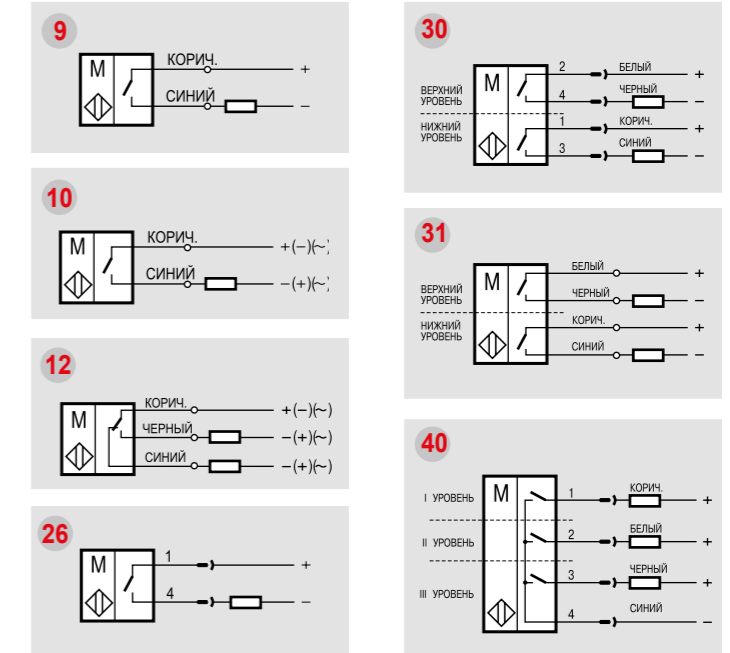 9
M
КОРИЧ.
+
СИНИЙ
−
10
M
КОРИЧ.
+(−)(~)
СИНИЙ
−(+)(~)
12
M
КОРИЧ.
+(−)(~)
ЧЕРНЫЙ
−(+)(~)
СИНИЙ
−(+)(~)
26
M
1
+
4
−
30
ВЕРХНИЙ
УРОВЕНЬ
НИЖНИЙ
УРОВЕНЬ
M
2
БЕЛЫЙ
+
4
ЧЕРНЫЙ
−
1
КОРИЧ.
+
3
СИНИЙ
−
31
ВЕРХНИЙ
УРОВЕНЬ
НИЖНИЙ
УРОВЕНЬ
M
БЕЛЫЙ
+
ЧЕРНЫЙ
−
КОРИЧ.
+
СИНИЙ
−
40
I УРОВЕНЬ
II УРОВЕНЬ
III УРОВЕНЬ
M
1
КОРИЧ.
+
2
БЕЛЫЙ
+
3
ЧЕРНЫЙ
+
4
СИНИЙ
−